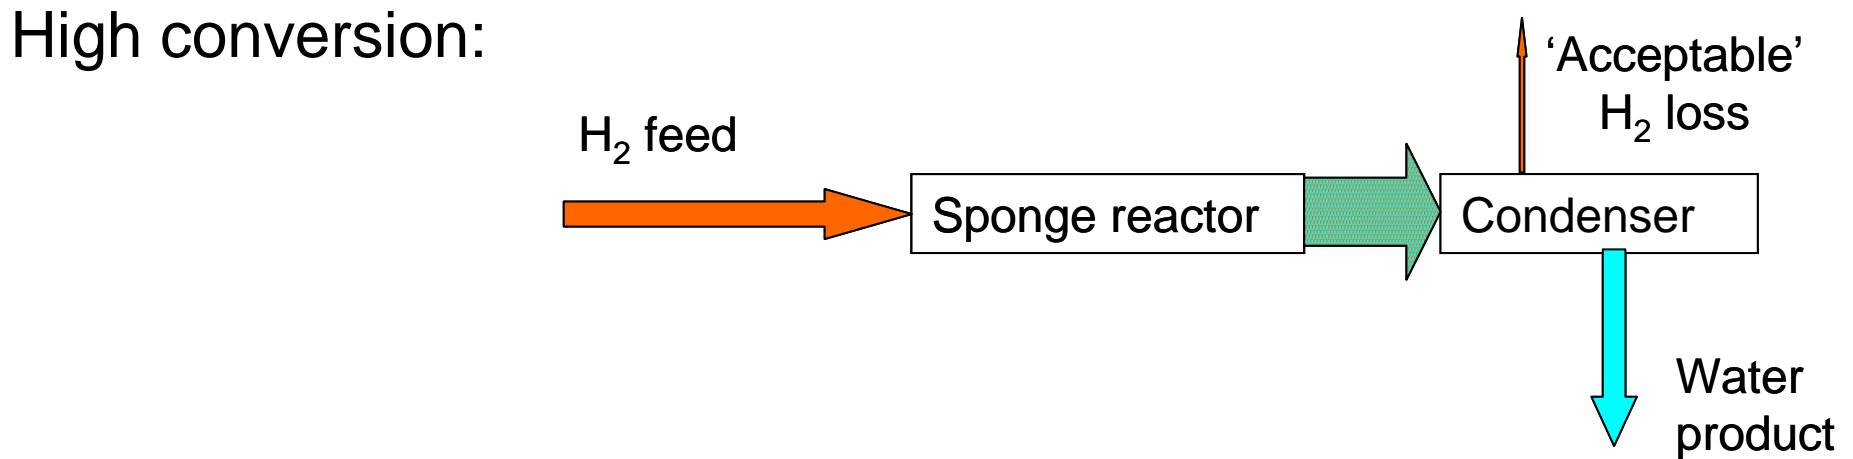 High conversion:
‘Acceptable’
H₂ loss
H₂ feed
Sponge reactor
Condenser
Water
product